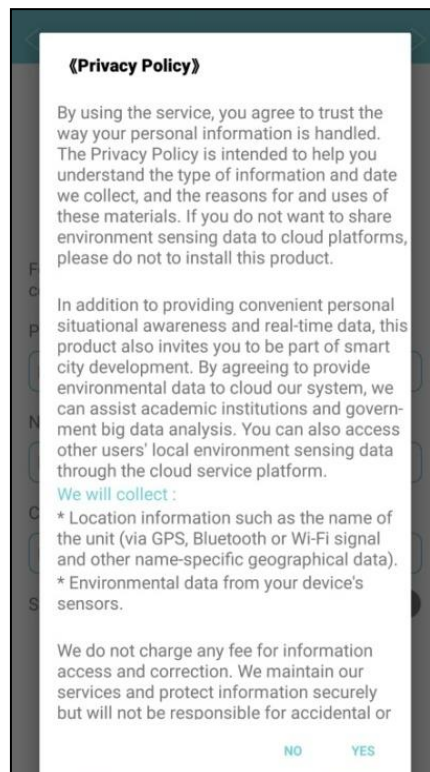 《Privacy Policy》
By using the service, you agree to trust the
way your personal information is handled.
The Privacy Policy is intended to help you
understand the type of information and date
we collect, and the reasons for and uses of
these materials. If you do not want to share
environment sensing data to cloud platforms,
please do not to install this product.
In addition to providing convenient personal
situational awareness and real-time data, this
product also invites you to be part of smart
city development. By agreeing to provide
environmental data to cloud our system, we
can assist academic institutions and govern-
ment big data analysis. You can also access
other users' local environment sensing data
through the cloud service platform.
We will collect :
* Location information such as the name of
the unit (via GPS, Bluetooth or Wi-Fi signal
and other name-specific geographical data).
* Environmental data from your device's
sensors.
We do not charge any fee for information
access and correction. We maintain our
services and protect information securely
but will not be responsible for accidental or
NO YES